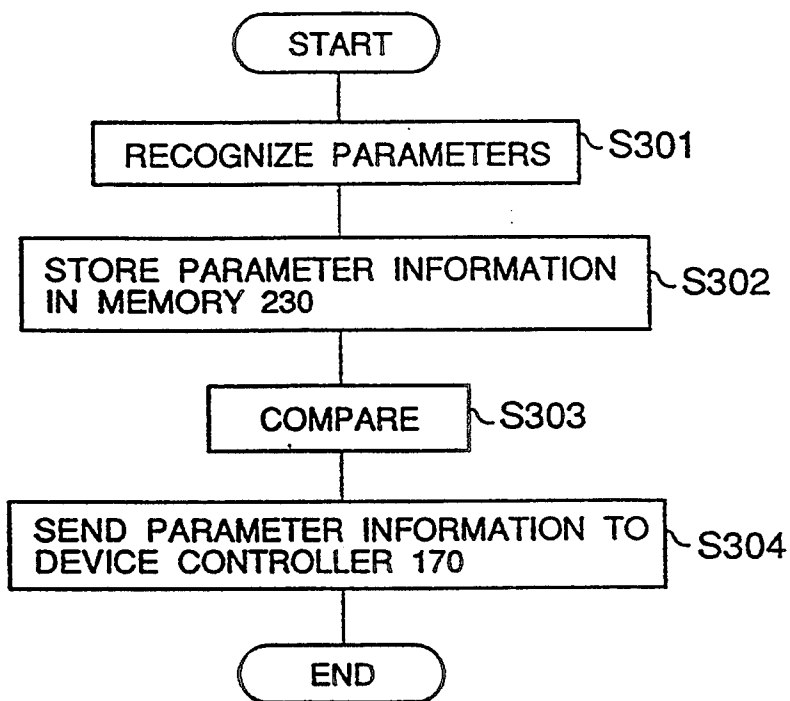 START
RECOGNIZE PARAMETERS
S301
STORE PARAMETER INFORMATION
IN MEMORY 230
S302
COMPARE
S303
SEND PARAMETER INFORMATION TO
DEVICE CONTROLLER 170
S304
END